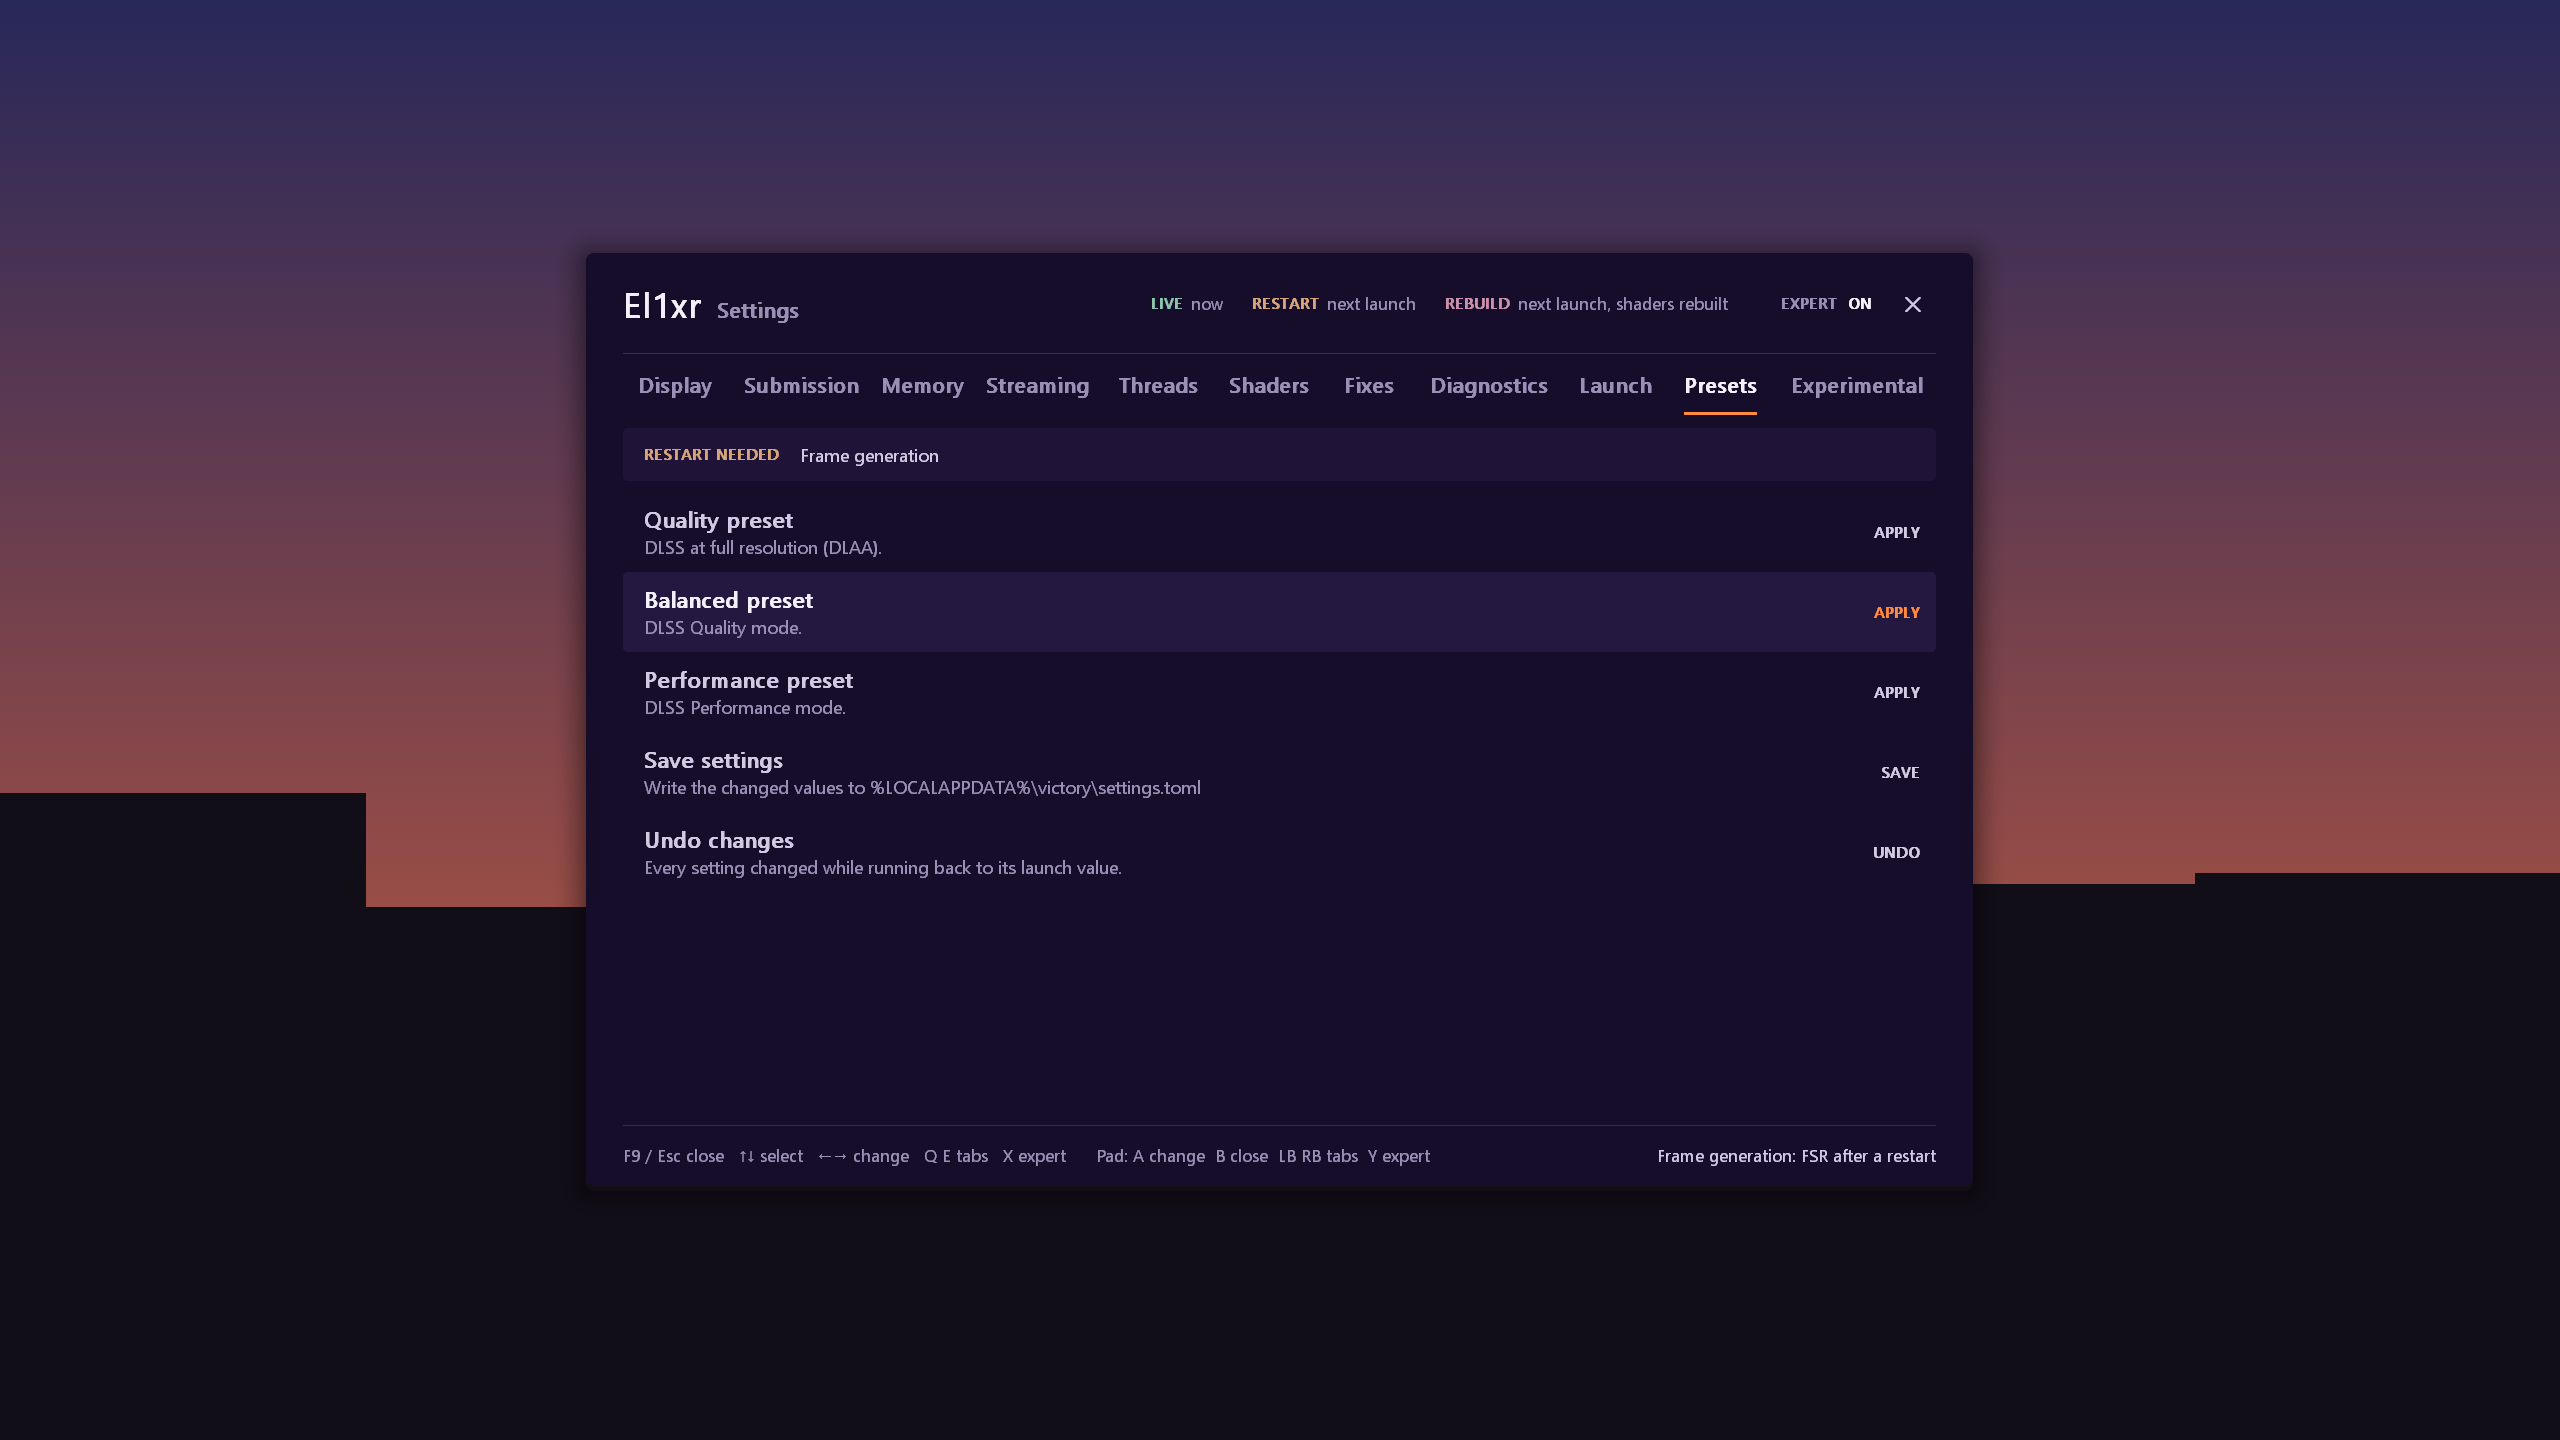 El1xr Settings LIVE now RESTART next launch REBUILD next launch, shaders rebuilt EXPERT ON
Display Submission Memory Streaming Threads Shaders Fixes Diagnostics Launch Presets Experimental
RESTART NEEDED Frame generation
Quality preset
DLSS at full resolution (DLAA).
APPLY
Balanced preset
DLSS Quality mode.
APPLY
Performance preset
DLSS Performance mode.
APPLY
Save settings
Write the changed values to %LOCALAPPDATA%\victory\settings.toml
SAVE
Undo changes
Every setting changed while running back to its launch value.
UNDO
F9 / Esc close ↑↓ select ←→ change Q E tabs X expert Pad: A change B close LB RB tabs Y expert Frame generation: FSR after a restart